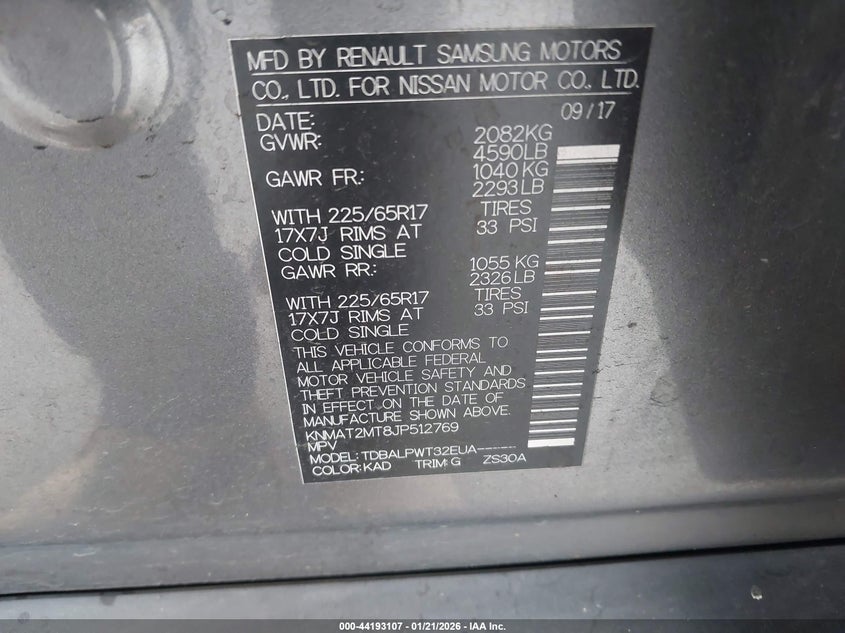 MFD BY RENAULT SAMSUNG MOTORS
CO., LTD. FOR NISSAN MOTOR CO., LTD.
DATE: 09/17
GVWR: 2082KG
4590LB
GAWR FR: 1040 KG
2293LB
WITH 225/65R17 TIRES
17X7J RIMS AT 33 PSI
COLD SINGLE
GAWR RR: 1055 KG
2326LB
WITH 225/65R17 TIRES
17X7J RIMS AT 33 PSI
COLD SINGLE
THIS VEHICLE CONFORMS TO
ALL APPLICABLE FEDERAL
MOTOR VEHICLE SAFETY AND
THEFT PREVENTION STANDARDS
IN EFFECT ON THE DATE OF
MANUFACTURE SHOWN ABOVE.
KNMAT2MT8JP512769
MPV
MODEL: TDBALPWT32EUA-----
COLOR: KAD TRIM: G ZS30A
000-44193107 - 01/21/2026 - IAA Inc.